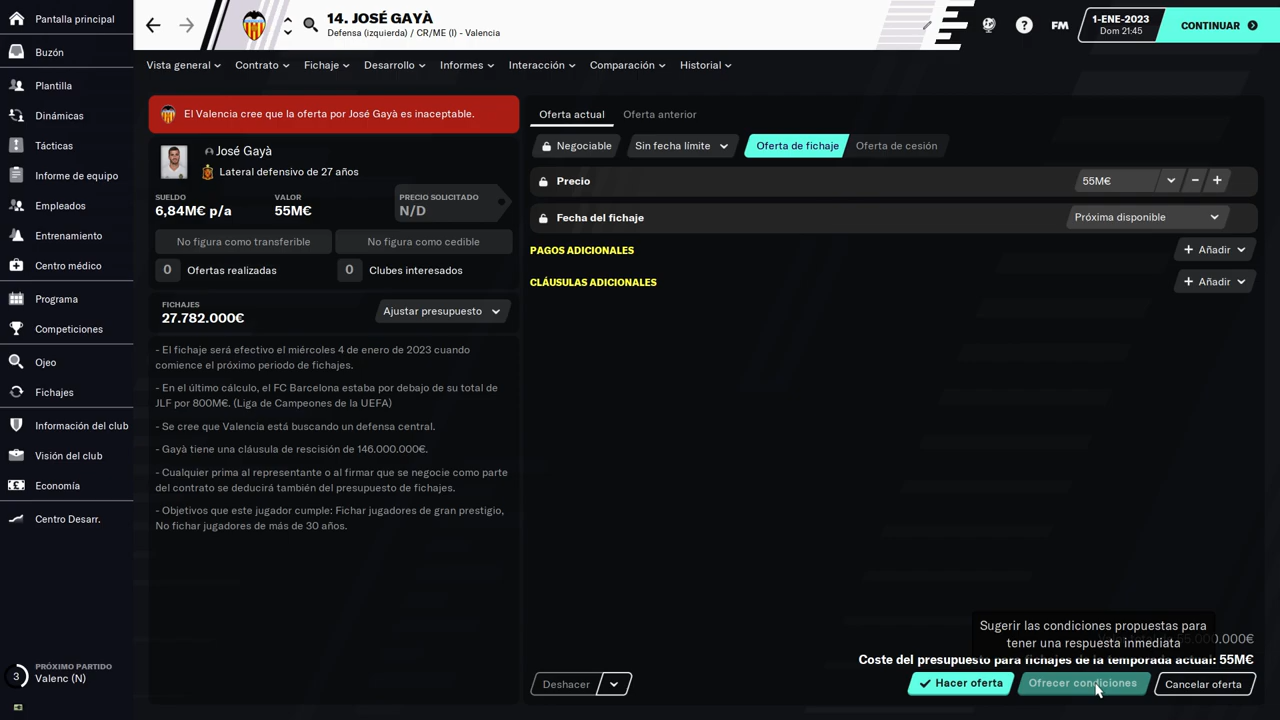 Pantalla principal
Buzón
Plantilla
Dinámicas
Tácticas
Informe de equipo
Empleados
Entrenamiento
Centro médico
Programa
Competiciones
Ojeo
Fichajes
Información del club
Visión del club
Economía
Centro Desarr.
3
PRÓXIMO PARTIDO
Valenc (N)
14. JOSÉ GAYÀ
Defensa (izquierda) / CR/ME (I) - Valencia
?
FM
1-ENE-2023
Dom 21:45
CONTINUAR
Vista general
Contrato
Fichaje
Desarrollo
Informes
Interacción
Comparación
Historial
El Valencia cree que la oferta por José Gayà es inaceptable.
José Gayà
Lateral defensivo de 27 años
SUELDO
6,84M€ p/a
VALOR
55M€
PRECIO SOLICITADO
N/D
No figura como transferible
No figura como cedible
0 Ofertas realizadas
0 Clubes interesados
FICHAJES
27.782.000€
Ajustar presupuesto
- El fichaje será efectivo el miércoles 4 de enero de 2023 cuando
comience el próximo periodo de fichajes.
- En el último cálculo, el FC Barcelona estaba por debajo de su total de
JLF por 800M€. (Liga de Campeones de la UEFA)
- Se cree que Valencia está buscando un defensa central.
- Gayà tiene una cláusula de rescisión de 146.000.000€.
- Cualquier prima al representante o al firmar que se negocie como parte
del contrato se deducirá también del presupuesto de fichajes.
- Objetivos que este jugador cumple: Fichar jugadores de gran prestigio,
No fichar jugadores de más de 30 años.
Oferta actual
Oferta anterior
Negociable
Sin fecha límite
Oferta de fichaje
Oferta de cesión
Precio
55M€
- +
Fecha del fichaje
Próxima disponible
PAGOS ADICIONALES
+ Añadir
CLÁUSULAS ADICIONALES
+ Añadir
Sugerir las condiciones propuestas para
tener una respuesta inmediata
Coste del presupuesto para fichajes de la temporada actual: 55M€
Deshacer
Hacer oferta
Ofrecer condiciones
Cancelar oferta